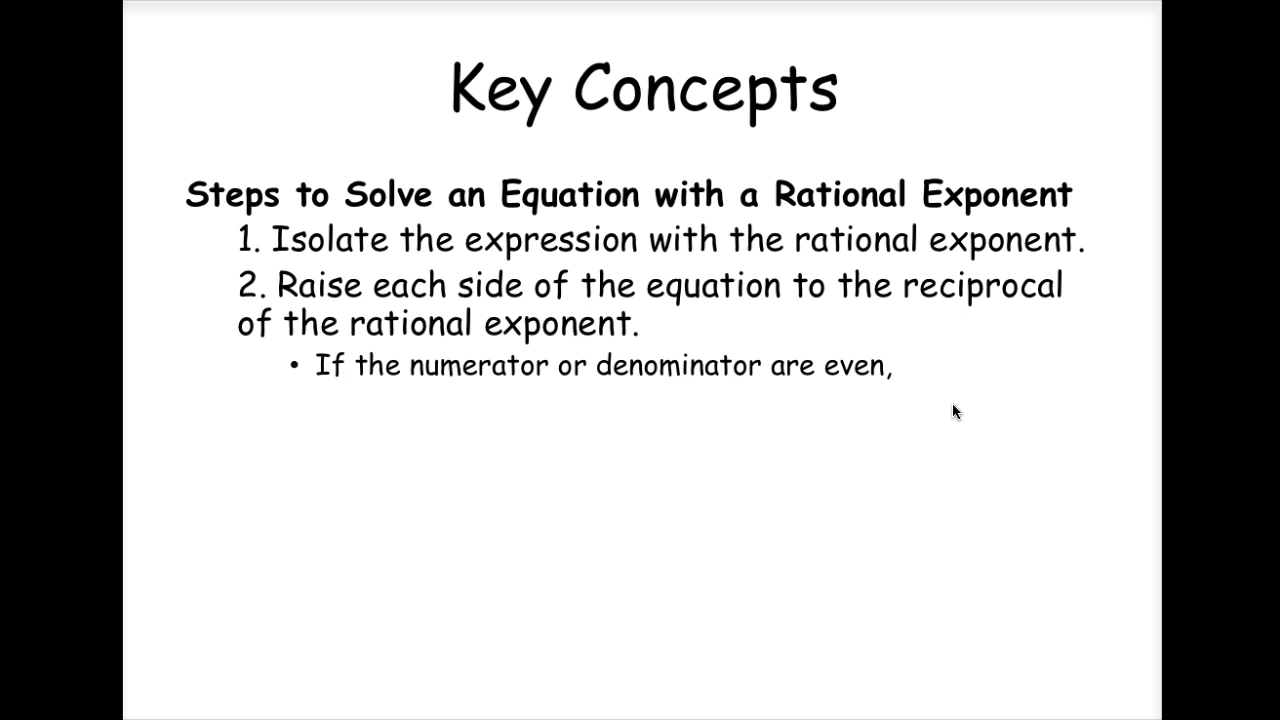 Key Concepts
Steps to Solve an Equation with a Rational Exponent
1. Isolate the expression with the rational exponent.
2. Raise each side of the equation to the reciprocal
of the rational exponent.
• If the numerator or denominator are even,